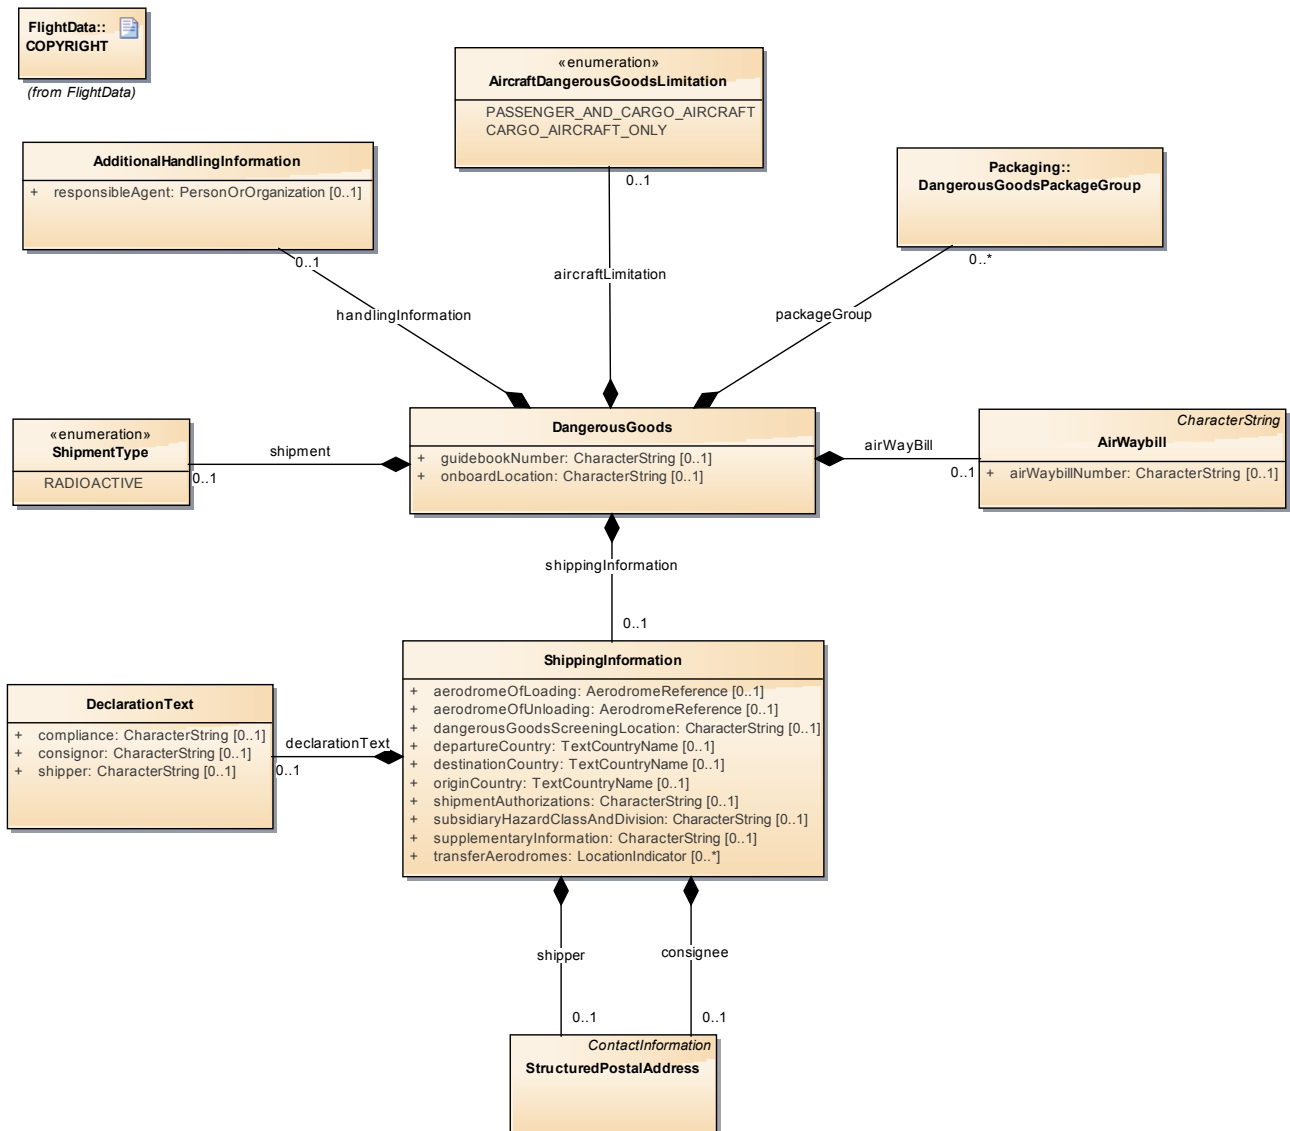 FlightData::
COPYRIGHT
(from FlightData)
«enumeration»
AircraftDangerousGoodsLimitation
PASSENGER_AND_CARGO_AIRCRAFT
CARGO_AIRCRAFT_ONLY
0..1
AdditionalHandlingInformation
+ responsibleAgent: PersonOrOrganization [0..1]
0..1
Packaging::
DangerousGoodsPackageGroup
0..*
aircraftLimitation
handlingInformation
packageGroup
«enumeration»
ShipmentType
RADIOACTIVE
0..1
shipment
DangerousGoods
+ guidebookNumber: CharacterString [0..1]
+ onboardLocation: CharacterString [0..1]
airWayBill
0..1
CharacterString
AirWaybill
+ airWaybillNumber: CharacterString [0..1]
shippingInformation
0..1
ShippingInformation
+ aerodromeOfLoading: AerodromeReference [0..1]
+ aerodromeOfUnloading: AerodromeReference [0..1]
+ dangerousGoodsScreeningLocation: CharacterString [0..1]
+ departureCountry: TextCountryName [0..1]
+ destinationCountry: TextCountryName [0..1]
+ originCountry: TextCountryName [0..1]
+ shipmentAuthorizations: CharacterString [0..1]
+ subsidiaryHazardClassAndDivision: CharacterString [0..1]
+ supplementaryInformation: CharacterString [0..1]
+ transferAerodromes: LocationIndicator [0..*]
DeclarationText
+ compliance: CharacterString [0..1]
+ consignor: CharacterString [0..1]
+ shipper: CharacterString [0..1]
declarationText
0..1
shipper
consignee
0..1
0..1
ContactInformation
StructuredPostalAddress